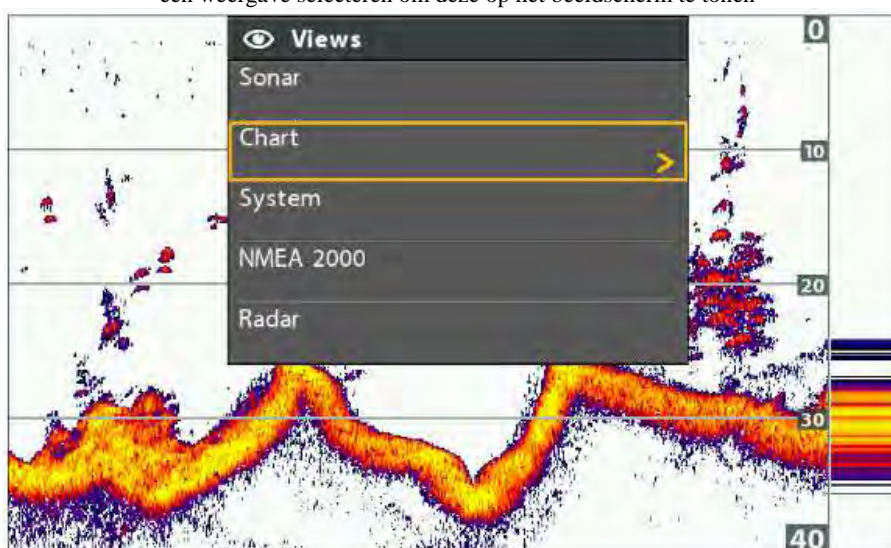 een weergave selecteren om deze op het beeldscherm te tonen
Views
0
Sonar
Chart
>
10
System
NMEA 2000
20
Radar
30
40